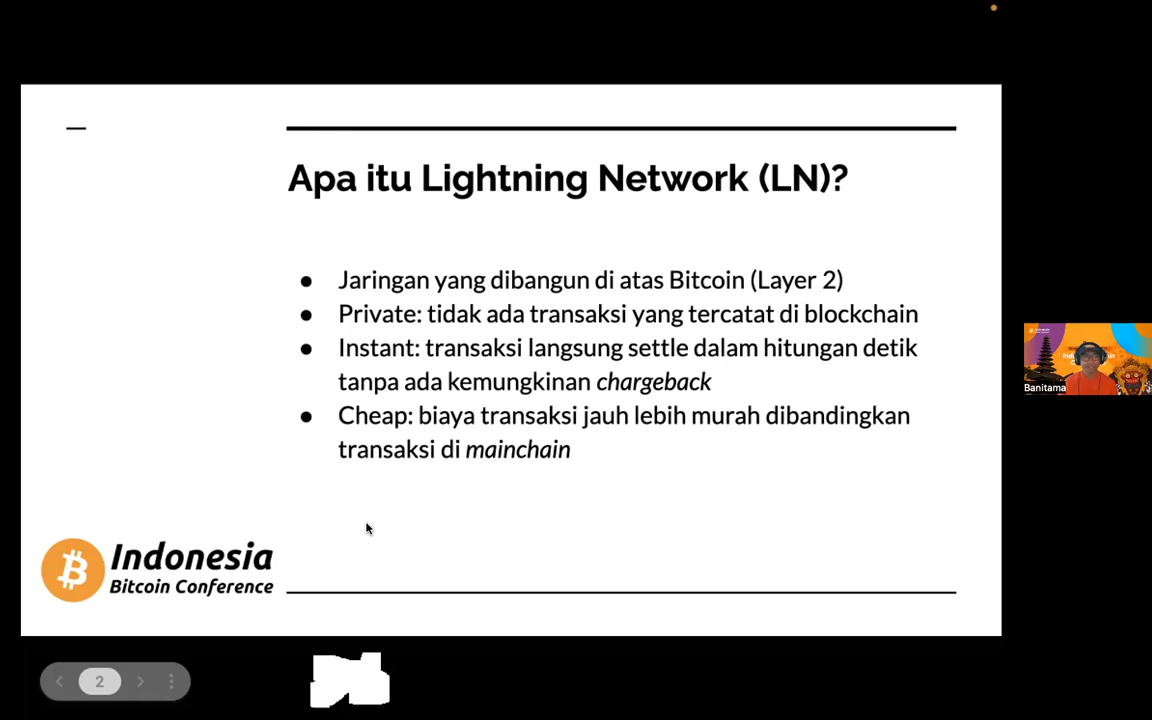 Apa itu Lightning Network (LN)?
● Jaringan yang dibangun di atas Bitcoin (Layer 2)
● Private: tidak ada transaksi yang tercatat di blockchain
● Instant: transaksi langsung settle dalam hitungan detik
tanpa ada kemungkinan chargeback
● Cheap: biaya transaksi jauh lebih murah dibandingkan
transaksi di mainchain
Banitama
Indonesia
Bitcoin Conference
2